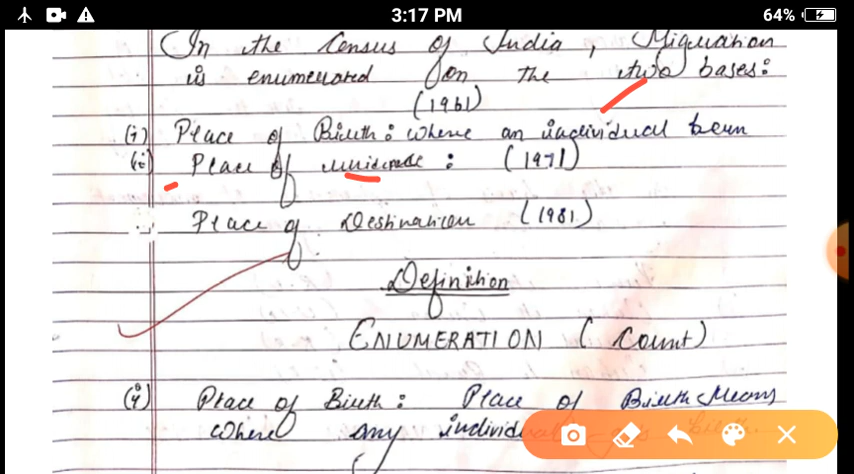 3:17 PM
64%
In the Census of India, Migration
is enumerated on the two bases:
(1961)
(i) Place of Birth: where an individual born
(ii) Place of : (1971)
Place of Destination (1981)
Definition
ENUMERATION (Count)
(i) Place of Birth: Place of Birth Means
where any